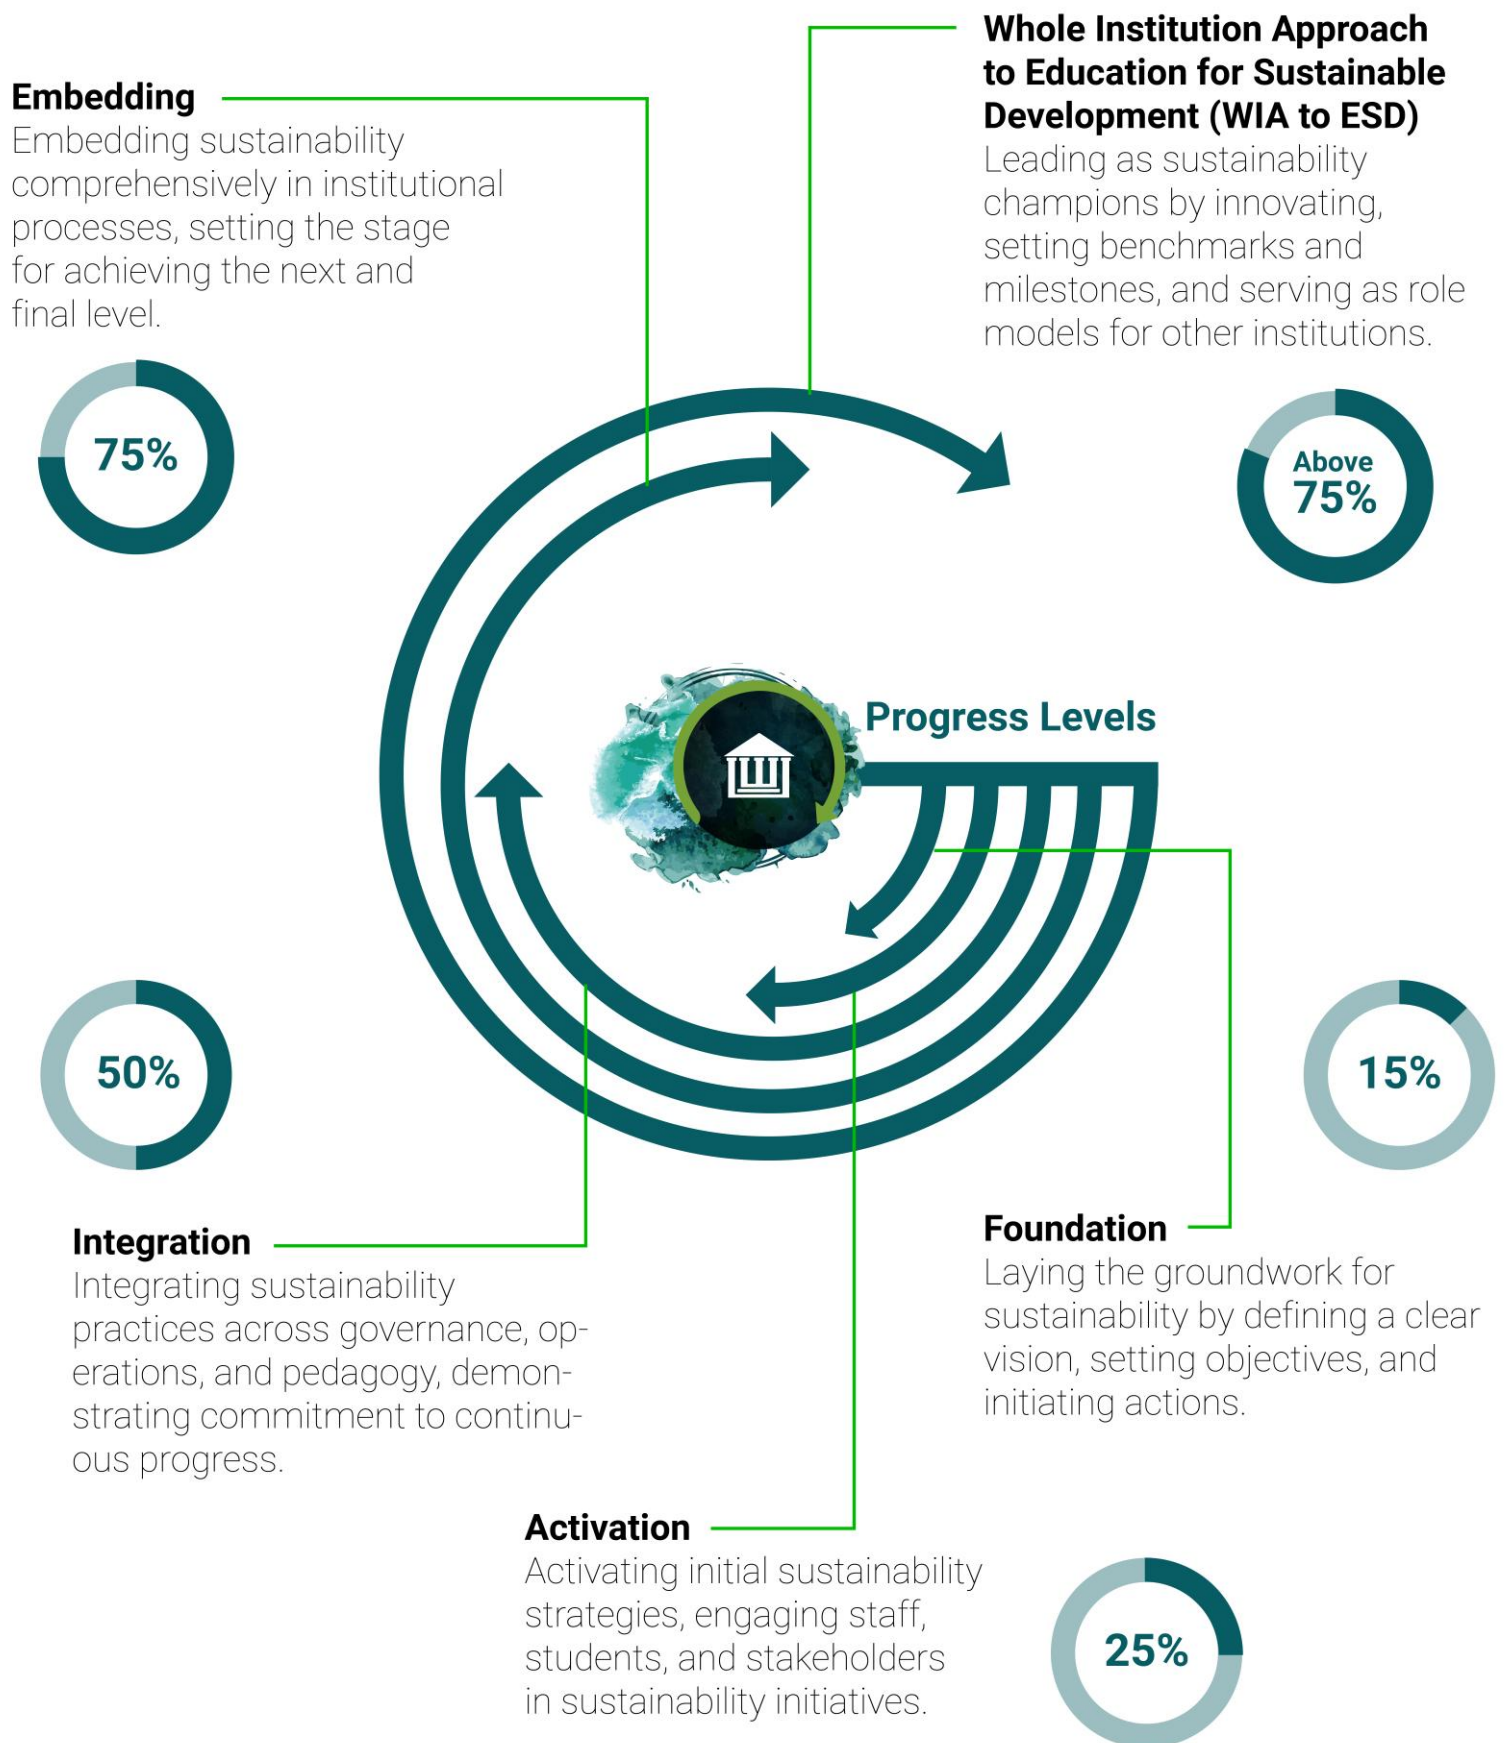 Whole Institution Approach
to Education for Sustainable
Development (WIA to ESD)
Leading as sustainability
champions by innovating,
setting benchmarks and
milestones, and serving as role
models for other institutions.
Above
75%
Embedding
Embedding sustainability
comprehensively in institutional
processes, setting the stage
for achieving the next and
final level.
75%
Progress Levels
50%
Integration
Integrating sustainability
practices across governance, op-
erations, and pedagogy, demon-
strating commitment to continu-
ous progress.
15%
Foundation
Laying the groundwork for
sustainability by defining a clear
vision, setting objectives, and
initiating actions.
Activation
Activating initial sustainability
strategies, engaging staff,
students, and stakeholders
in sustainability initiatives.
25%